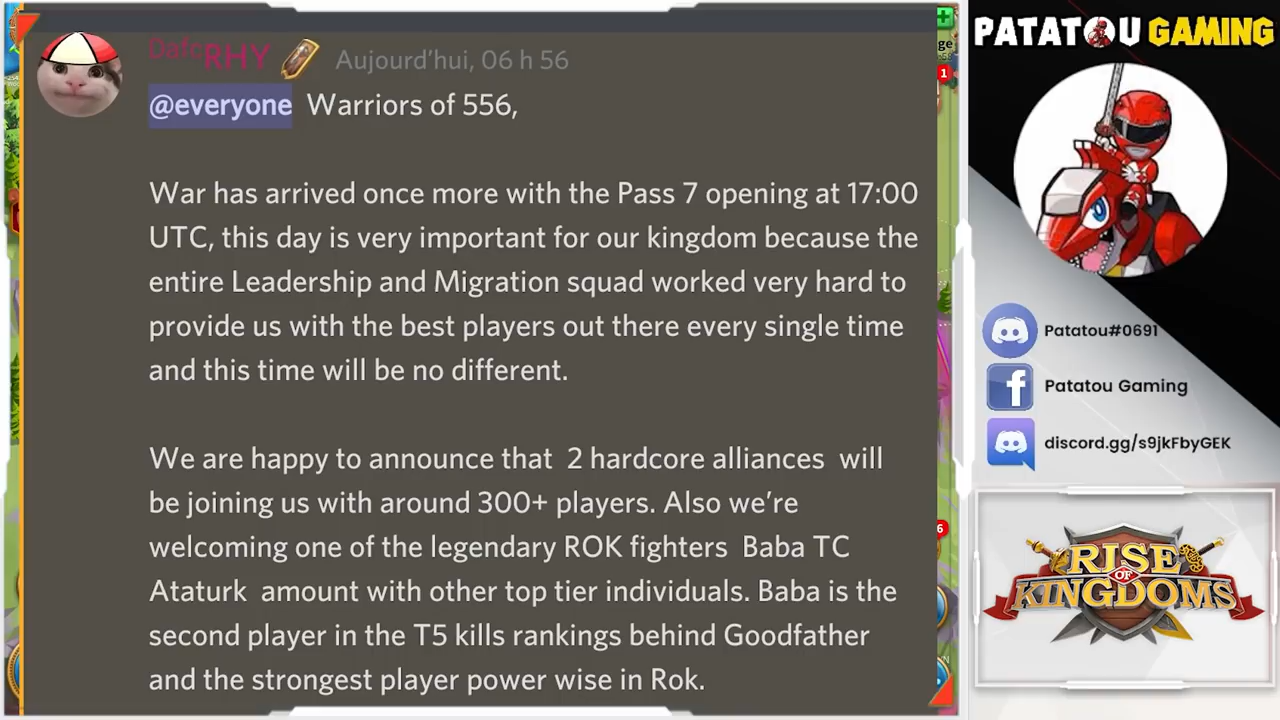 DafcRHY Aujourd’hui, 06 h 56
@everyone Warriors of 556,
War has arrived once more with the Pass 7 opening at 17:00
UTC, this day is very important for our kingdom because the
entire Leadership and Migration squad worked very hard to
provide us with the best players out there every single time
and this time will be no different.
We are happy to announce that 2 hardcore alliances will
be joining us with around 300+ players. Also we’re
welcoming one of the legendary ROK fighters Baba TC
Ataturk amount with other top tier individuals. Baba is the
second player in the T5 kills rankings behind Goodfather
and the strongest player power wise in Rok.
ge
1
6
PATATOU GAMING
Patatou#0691
Patatou Gaming
discord.gg/s9jkFbyGEK
RISE
OF
KINGDOMS